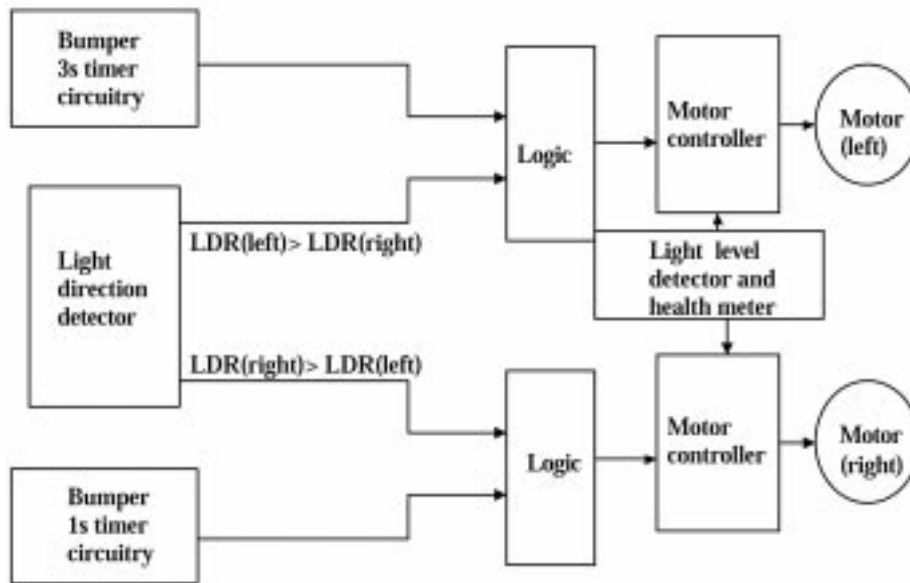 Bumper
3s timer
circuitry
Logic
Motor
controller
Motor
(left)
Light
direction
detector
LDR(left)> LDR(right)
Light level
detector and
health meter
LDR(right)> LDR(left)
Bumper
1s timer
circuitry
Logic
Motor
controller
Motor
(right)